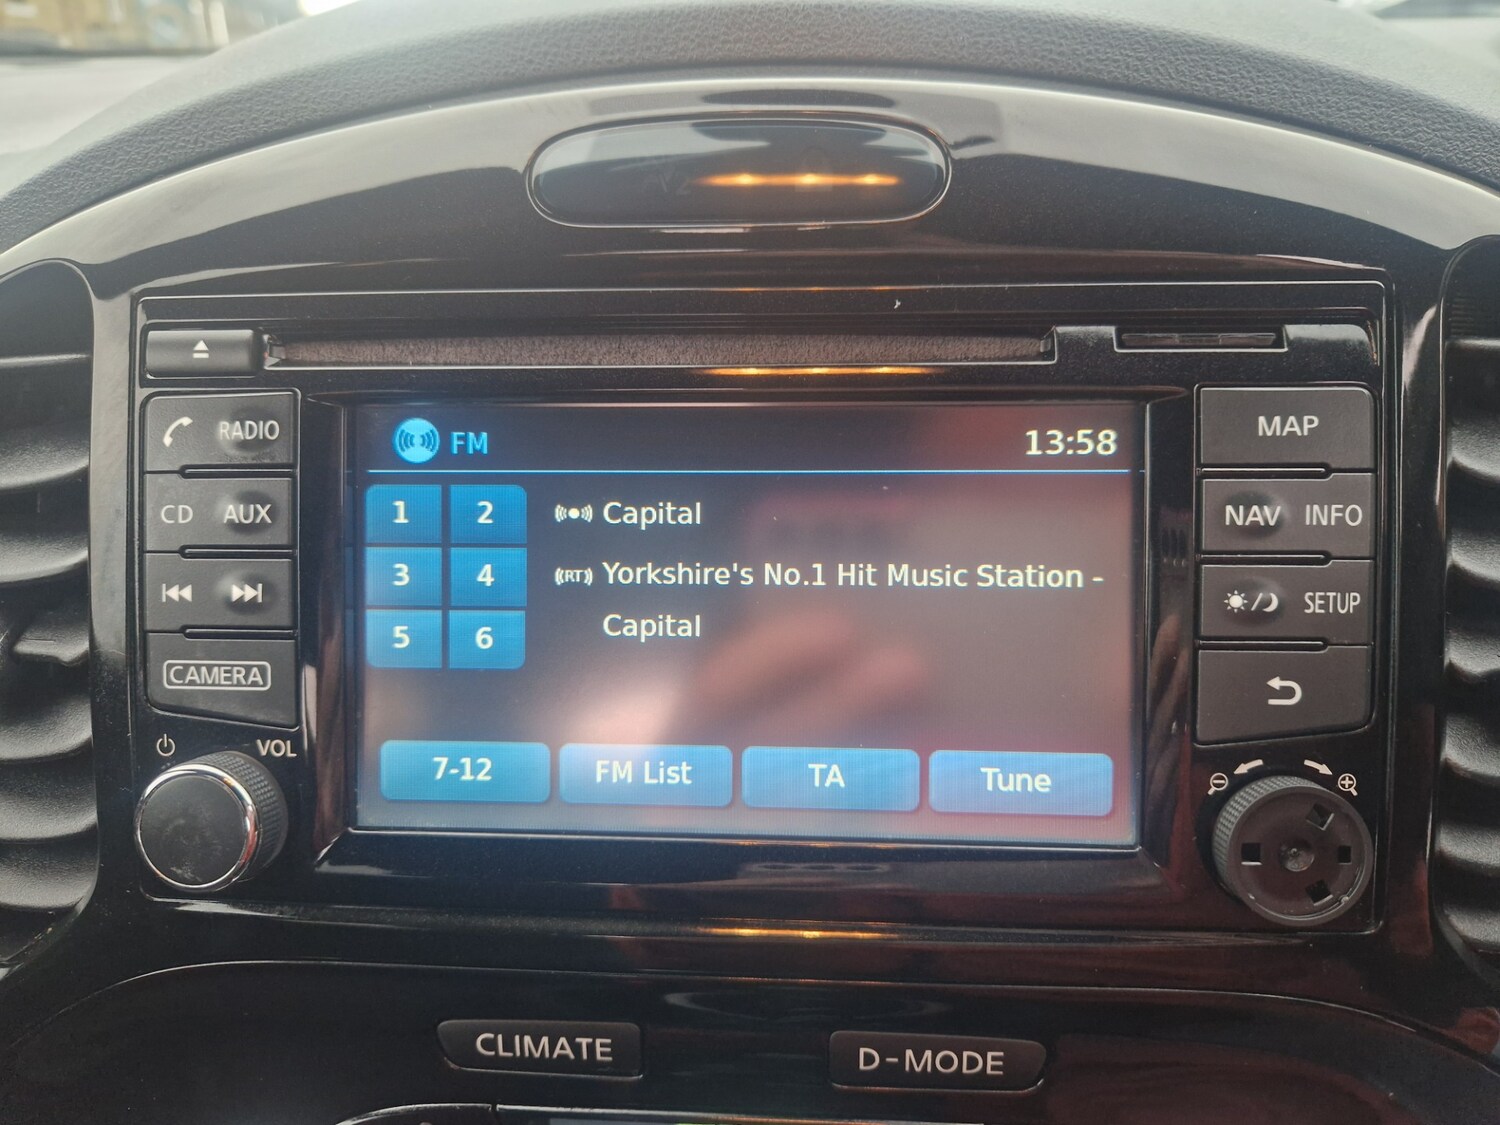 RADIO
CD AUX
CAMERA
VOL
FM 13:58
1 2 Capital
3 4 RT Yorkshire's No.1 Hit Music Station -
Capital
5 6
7-12 FM List TA Tune
MAP
NAV INFO
SETUP
CLIMATE D-MODE